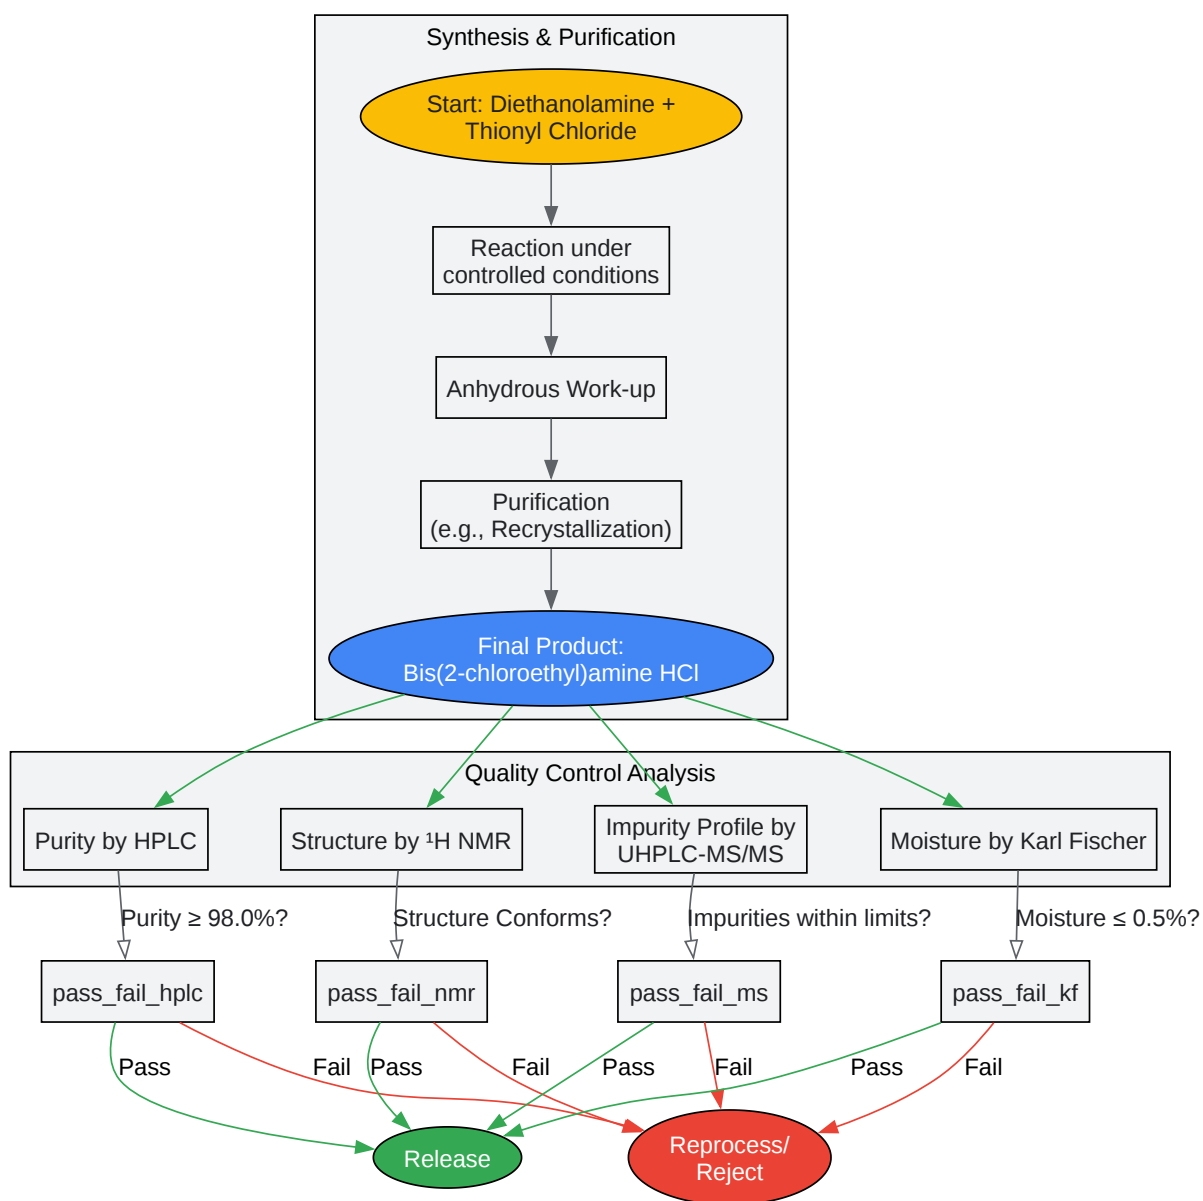 Synthesis & Purification
Start: Diethanolamine +
Thionyl Chloride
Reaction under
controlled conditions
Anhydrous Work-up
Purification
(e.g., Recrystallization)
Final Product:
Bis(2-chloroethyl)amine HCl
Quality Control Analysis
Purity by HPLC
Structure by ¹H NMR
Impurity Profile by
UHPLC-MS/MS
Moisture by Karl Fischer
Purity ≥ 98.0%?
Structure Conforms?
Impurities within limits?
Moisture ≤ 0.5%?
pass_fail_hplc
pass_fail_nmr
pass_fail_ms
pass_fail_kf
Pass
Fail
Pass
Fail
Pass
Fail
Pass
Fail
Release
Reprocess/
Reject